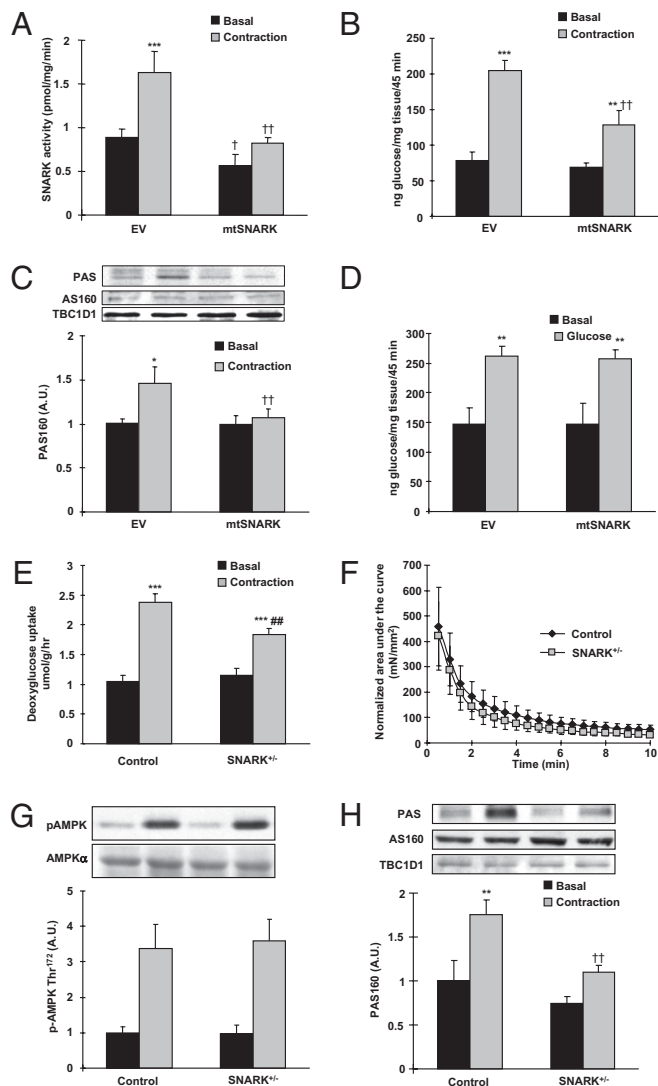 A
Basal
Contraction
SNARK activity (pmol/mg/min)
2
1.5
1
0.5
0
***
†
††
EV
mtSNARK
B
Basal
Contraction
ng glucose/mg tissue/45 min
250
200
150
100
50
0
***
** ††
EV
mtSNARK
C
PAS
AS160
TBC1D1
Basal
Contraction
PAS160 (A.U.)
2
1.5
1
0.5
0
*
††
EV
mtSNARK
D
Basal
Glucose
ng glucose/mg tissue/45 min
300
250
200
150
100
50
0
**
**
EV
mtSNARK
E
Basal
Contraction
Deoxyglucose uptake
umol/g/hr
3
2.5
2
1.5
1
0.5
0
***
*** ##
Control
SNARK+/-
F
Normalized area under the curve
(mN/mm²)
700
600
500
400
300
200
100
0
Control
SNARK+/-
0 2 4 6 8 10
Time (min)
G
pAMPK
AMPKα
p-AMPK Thr¹⁷² (A.U.)
5
4
3
2
1
0
Control
SNARK+/-
H
PAS
AS160
TBC1D1
Basal
Contraction
PAS160 (A.U.)
2
1.5
1
0.5
0
**
††
Control
SNARK+/-